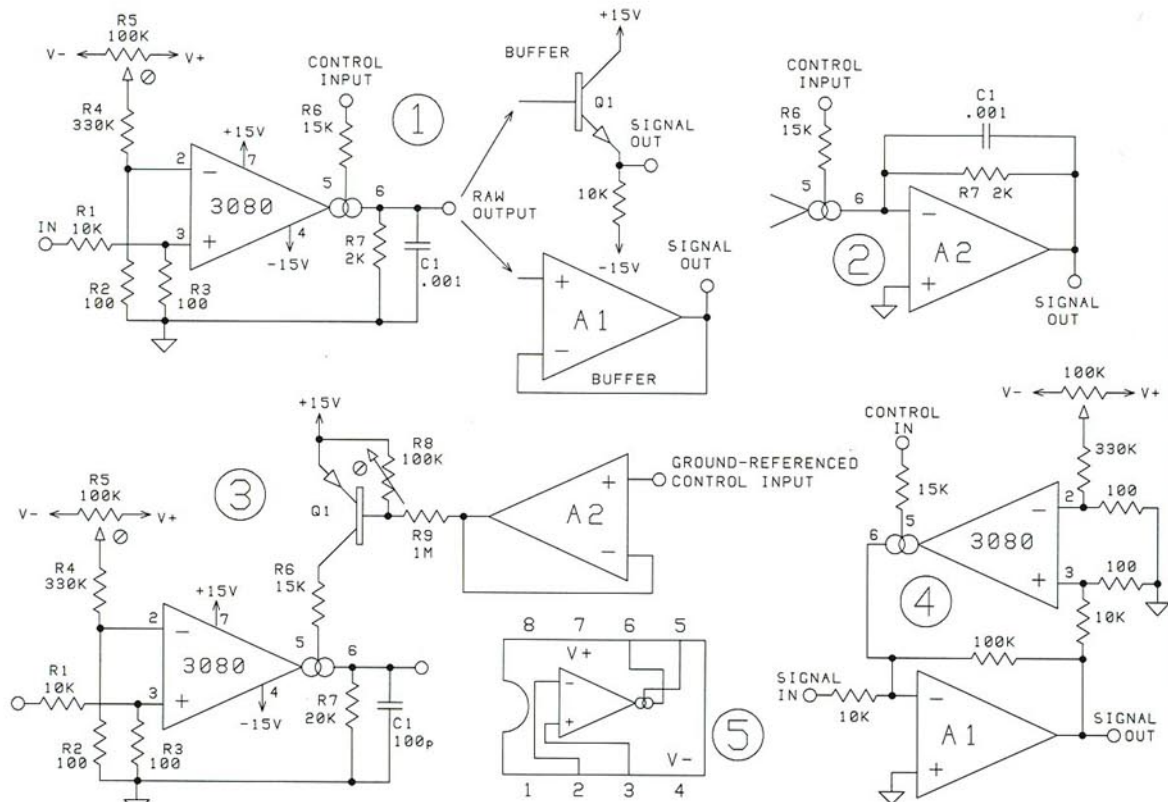 R5
100K
V-
V+
R4
330K
+15V
2
7
−
3080
5
6
4
-15V
IN
R1
10K
3
+
R2
100
R3
100
CONTROL
INPUT
R6
15K
1
R7
2K
C1
.001
RAW
OUTPUT
BUFFER
+15V
Q1
SIGNAL
OUT
10K
-15V
SIGNAL
OUT
+
A1
−
BUFFER
CONTROL
INPUT
R6
15K
5
6
C1
.001
R7 2K
−
A2
+
2
SIGNAL
OUT
3
R5
100K
V-
V+
R4
330K
+15V
2
7
−
3080
5
6
4
-15V
R1
10K
3
+
R2
100
R3
100
+15V
Q1
R8
100K
R9
1M
R6
15K
R7
20K
C1
100p
+
A2
−
GROUND-REFERENCED
CONTROL INPUT
8 7 6 5
V+
−
+
V-
1 2 3 4
5
100K
V-
V+
CONTROL
IN
330K
15K
5
6
2
100
−
3080
+
3
100
4
10K
100K
SIGNAL
IN
10K
−
A1
+
SIGNAL
OUT